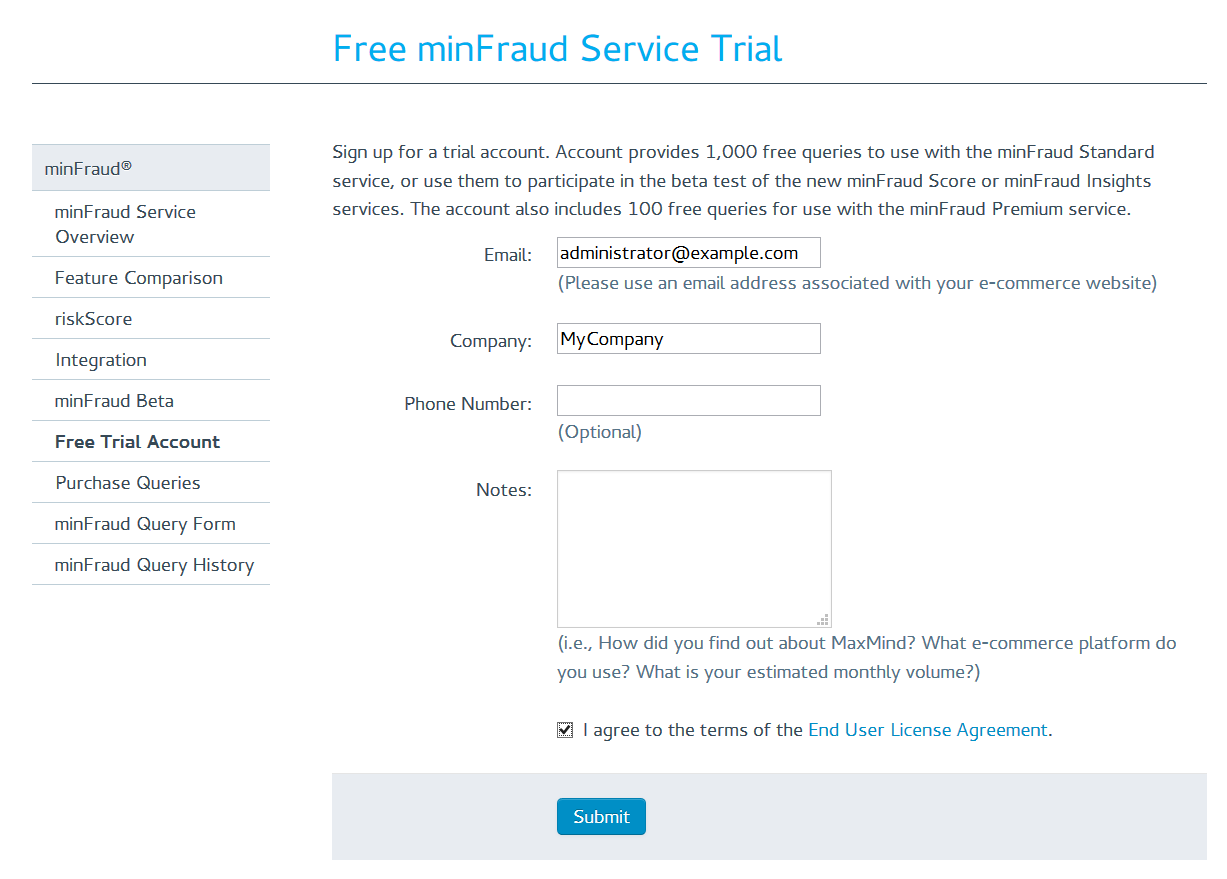 Free minFraud Service Trial
minFraud®
minFraud Service
Overview
Feature Comparison
riskScore
Integration
minFraud Beta
Free Trial Account
Purchase Queries
minFraud Query Form
minFraud Query History
Sign up for a trial account. Account provides 1,000 free queries to use with the minFraud Standard
service, or use them to participate in the beta test of the new minFraud Score or minFraud Insights
services. The account also includes 100 free queries for use with the minFraud Premium service.
Email: administrator@example.com
(Please use an email address associated with your e-commerce website)
Company: MyCompany
Phone Number:
(Optional)
Notes:
(i.e., How did you find out about MaxMind? What e-commerce platform do
you use? What is your estimated monthly volume?)
I agree to the terms of the End User License Agreement.
Submit